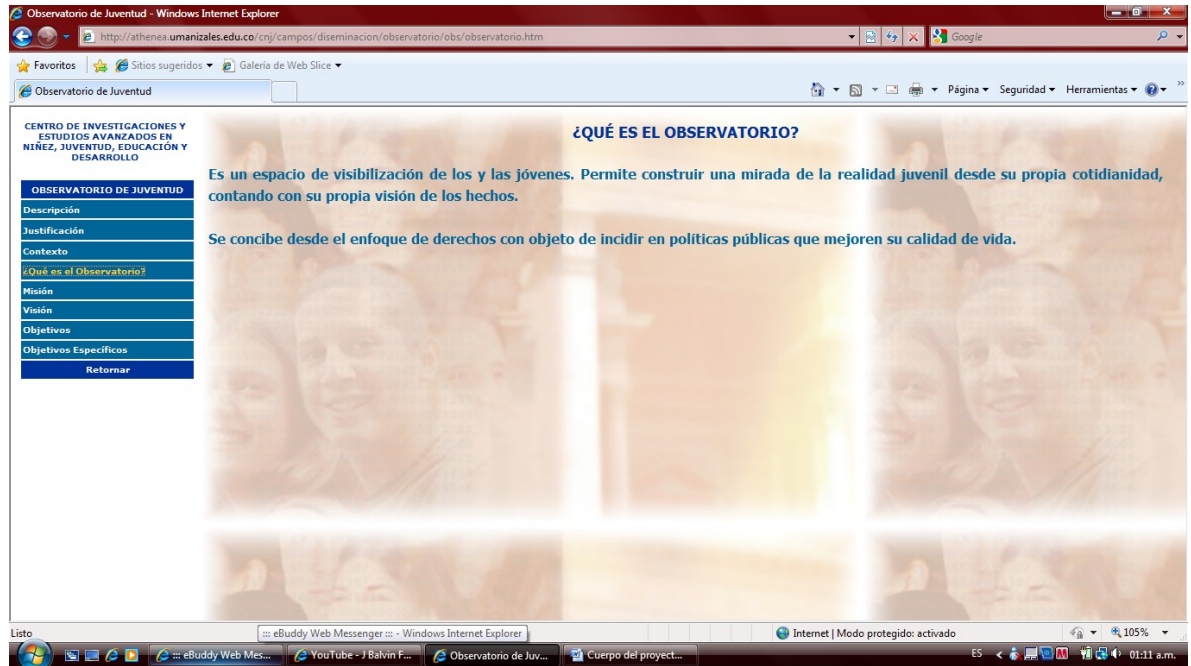 Observatorio de Juventud - Windows Internet Explorer
http://athenea.umanizales.edu.co/cnj/campos/diseminacion/observatorio/obs/observatorio.htm
Google
Favoritos
Sitios sugeridos
Galería de Web Slice
Observatorio de Juventud
Página
Seguridad
Herramientas
CENTRO DE INVESTIGACIONES Y
ESTUDIOS AVANZADOS EN
NIÑEZ, JUVENTUD, EDUCACIÓN Y
DESARROLLO
OBSERVATORIO DE JUVENTUD
Descripción
Justificación
Contexto
¿Qué es el Observatorio?
Misión
Visión
Objetivos
Objetivos Específicos
Retornar
¿QUÉ ES EL OBSERVATORIO?
Es un espacio de visibilización de los y las jóvenes. Permite construir una mirada de la realidad juvenil desde su propia cotidianidad,
contando con su propia visión de los hechos.
Se concibe desde el enfoque de derechos con objeto de incidir en políticas públicas que mejoren su calidad de vida.
Listo
::: eBuddy Web Messenger ::: - Windows Internet Explorer
Internet | Modo protegido: activado
105%
::: eBuddy Web Mes...
YouTube - J Balvin F...
Observatorio de Juv...
Cuerpo del proyect...
ES
01:11 a.m.